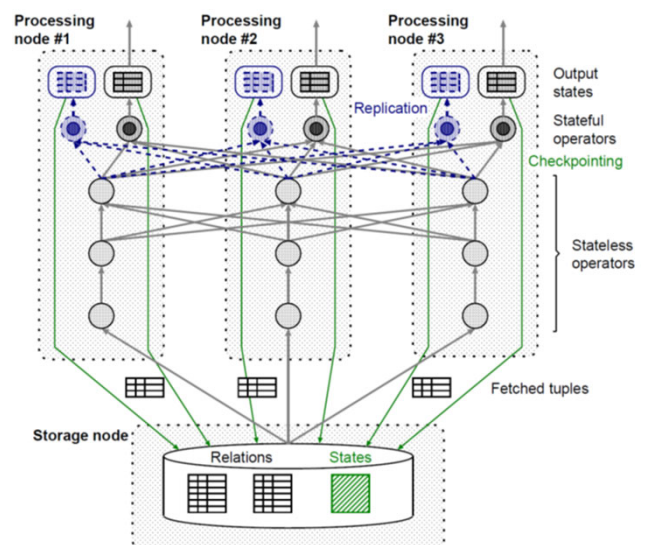 Processing
node #1
Processing
node #2
Processing
node #3
Output
states
Replication
Stateful
operators
Checkpointing
Stateless
operators
Fetched tuples
Storage node
Relations
States